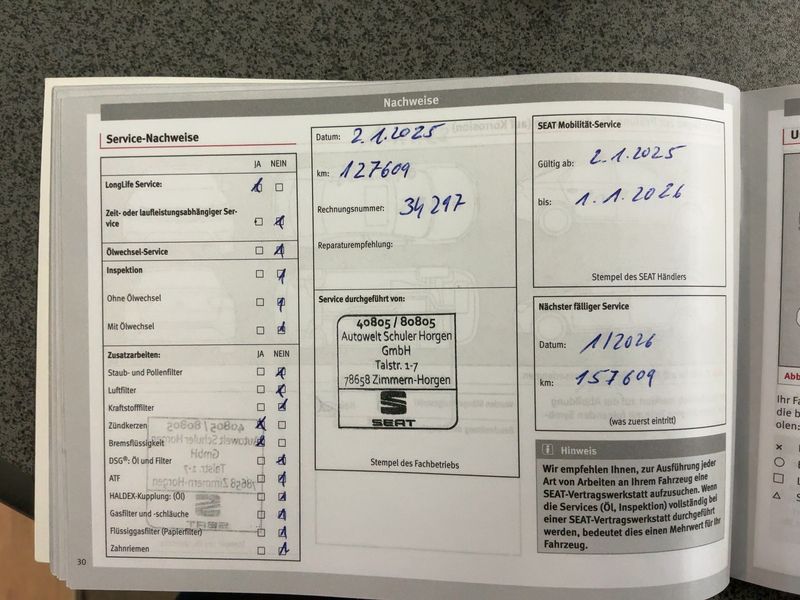 Nachweise
Service-Nachweise
JA NEIN
LongLife Service:
Zeit- oder laufleistungsabhängiger Ser-
vice
Ölwechsel-Service
Inspektion
Ohne Ölwechsel
Mit Ölwechsel
Zusatzarbeiten: JA NEIN
Staub- und Pollenfilter
Luftfilter
Kraftstofffilter
Zündkerzen
Bremsflüssigkeit
DSG®: Öl und Filter
ATF
HALDEX-Kupplung: (Öl)
Gasfilter und -schläuche
Flüssiggasfilter (Papierfilter)
Zahnriemen
30
Datum: 2.1.2025
km: 127609
Rechnungsnummer: 34297
Reparaturempfehlung:
Service durchgeführt von:
40805 / 80805
Autowelt Schuler Horgen
GmbH
Talstr. 1-7
78658 Zimmern-Horgen
SEAT
Stempel des Fachbetriebs
SEAT Mobilität-Service
Gültig ab: 2.1.2025
bis: 1.1.2026
Stempel des SEAT Händlers
Nächster fälliger Service
Datum: 1/2026
km: 157609
(was zuerst eintritt)
Hinweis
Wir empfehlen Ihnen, zur Ausführung jeder
Art von Arbeiten an Ihrem Fahrzeug eine
SEAT-Vertragswerkstatt aufzusuchen. Wenn
die Services (Öl, Inspektion) vollständig bei
einer SEAT-Vertragswerkstatt durchgeführt
werden, bedeutet dies einen Mehrwert für Ihr
Fahrzeug.